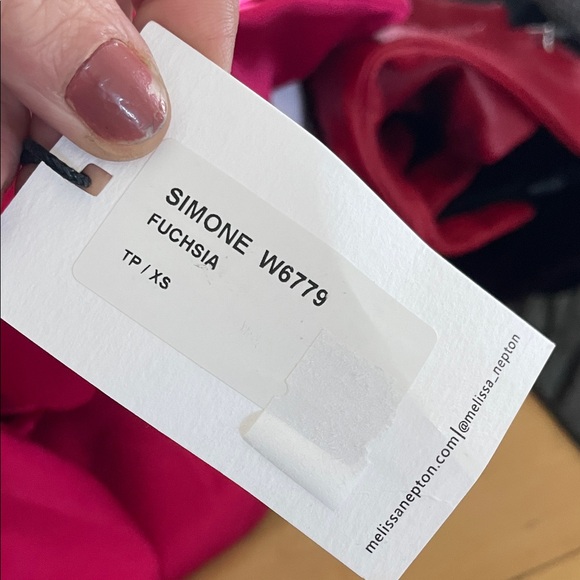 SIMONE W6779
FUCHSIA
TP / XS
melissanepton.com|@melissa_nepton